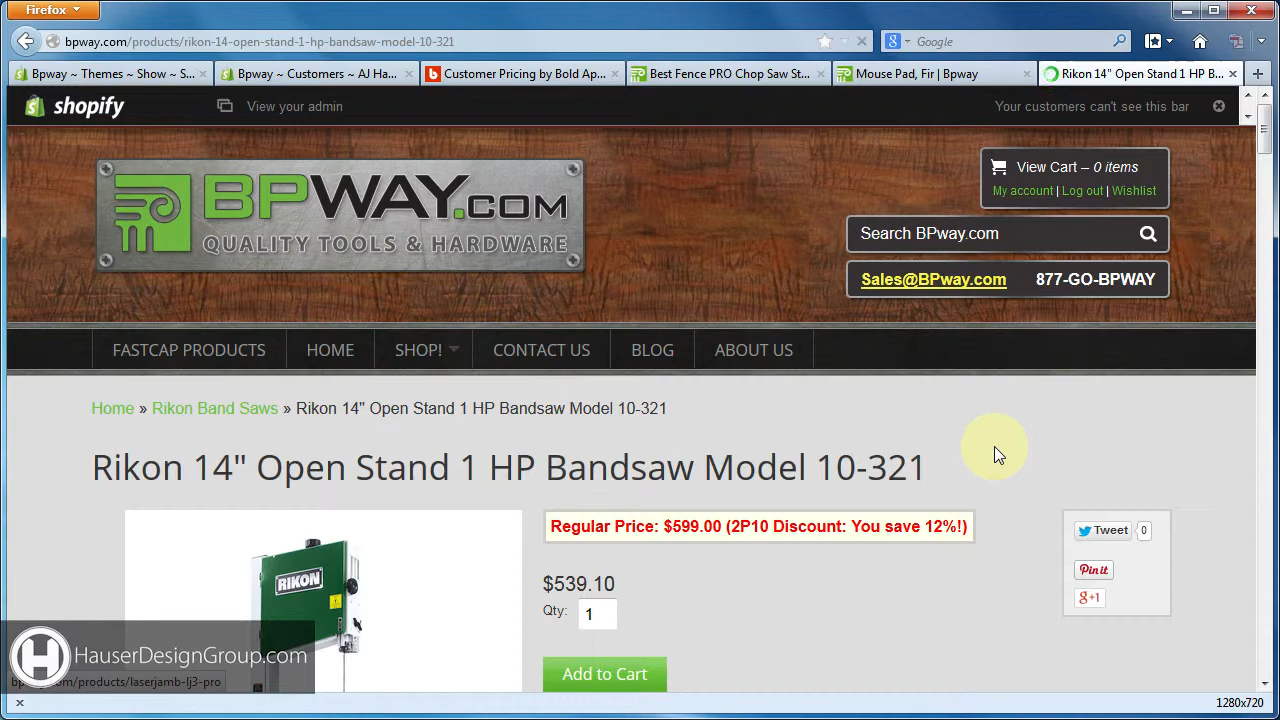 Firefox
bpway.com/products/rikon-14-open-stand-1-hp-bandsaw-model-10-321
Google
Bpway ~ Themes ~ Show ~ S...
Bpway ~ Customers ~ All Ha...
Customer Pricing by Bold Ap...
Best Fence PRO Chop Saw St...
Mouse Pad, Fir | Bpway
Rikon 14" Open Stand 1 HP B...
shopify
View your admin
Your customers can't see this bar
View Cart – 0 items
My account | Log out | Wishlist
BPWAY.COM
QUALITY TOOLS & HARDWARE
Search BPway.com
Sales@BPway.com 877-GO-BPWAY
FASTCAP PRODUCTS HOME SHOP! CONTACT US BLOG ABOUT US
Home » Rikon Band Saws » Rikon 14" Open Stand 1 HP Bandsaw Model 10-321
Rikon 14" Open Stand 1 HP Bandsaw Model 10-321
Regular Price: $599.00 (2P10 Discount: You save 12%!)
Tweet 0
Pinit
g+1
$539.10
Qty: 1
Add to Cart
RIKON
H HauserDesignGroup.com
bpway.com/products/laserjamb-lj3-pro
1280x720